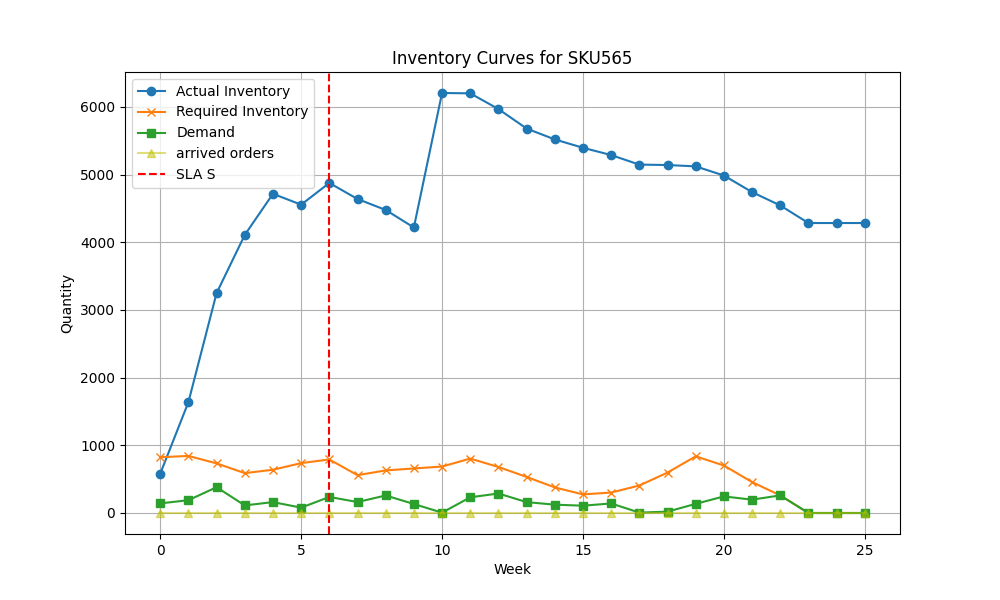 Inventory Curves for SKU565
Actual Inventory
Required Inventory
Demand
arrived orders
SLA S
Quantity
6000
5000
4000
3000
2000
1000
0
0 5 10 15 20 25
Week